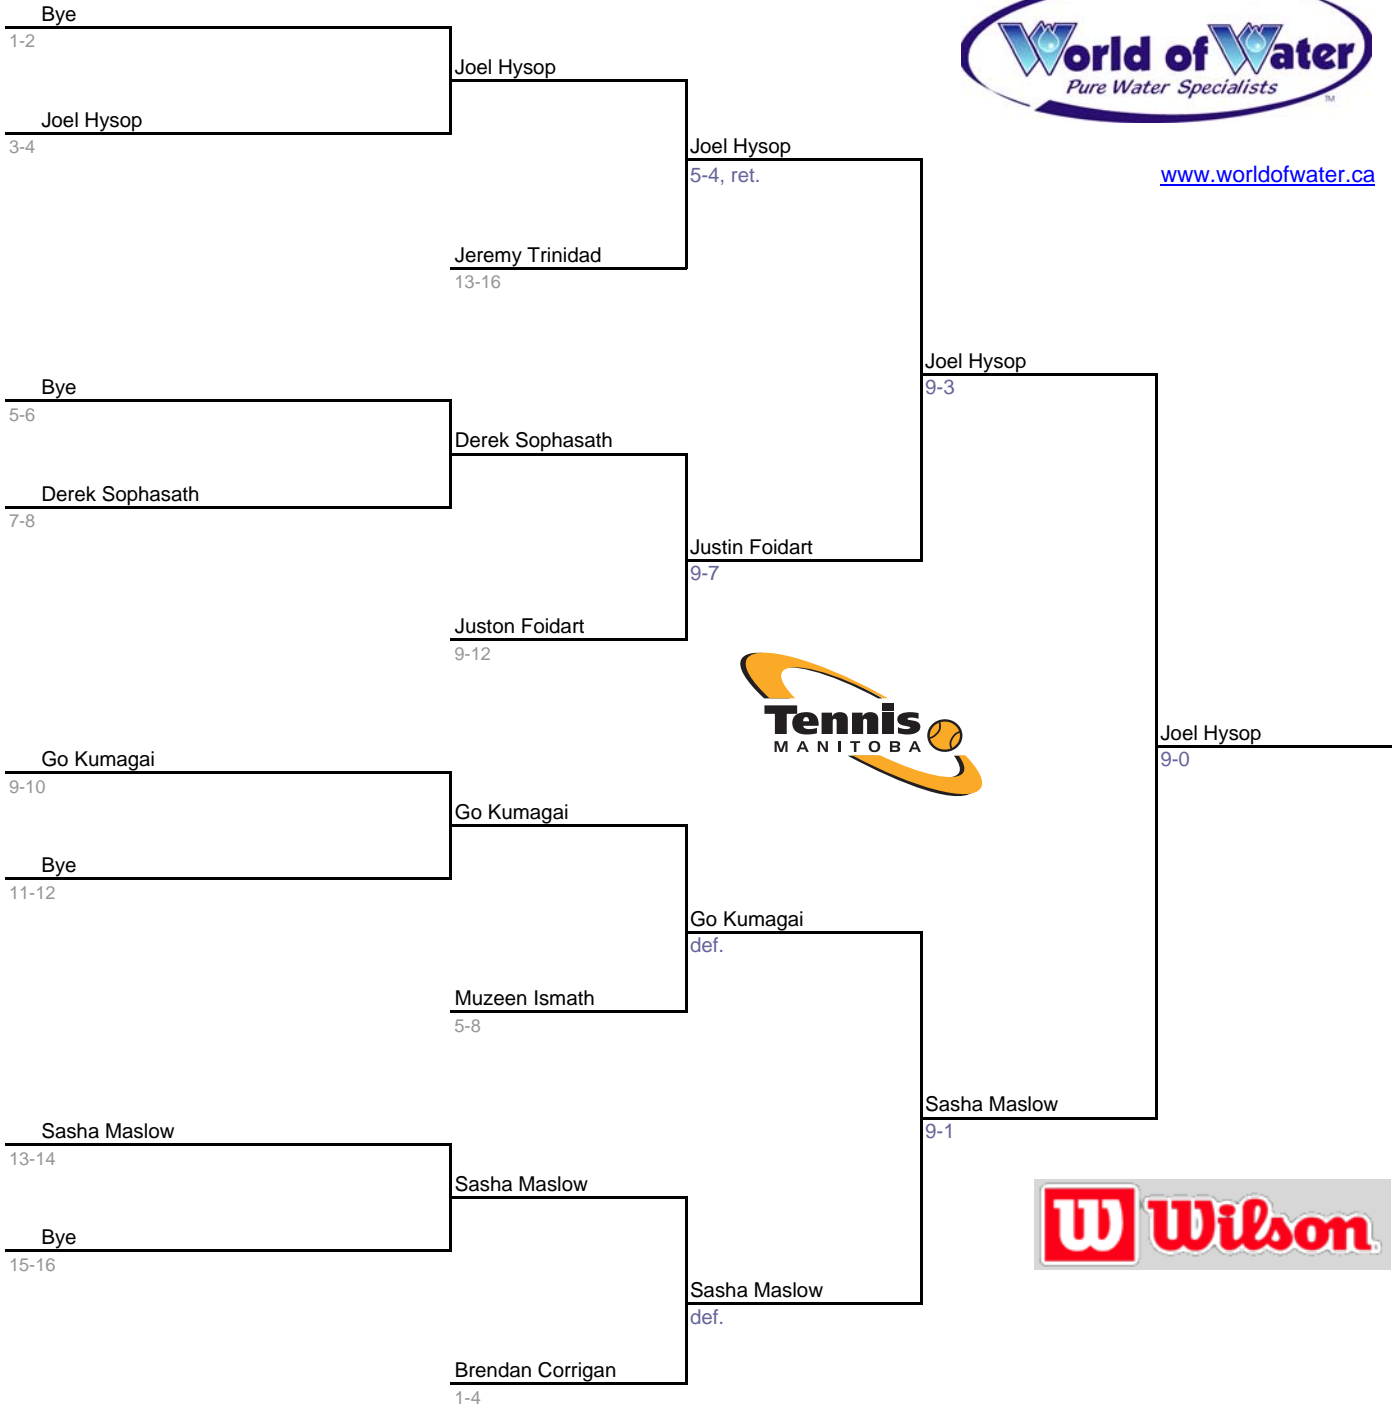 Bye
1-2
Joel Hysop
World of Water
Pure Water Specialists
TM
Joel Hysop
3-4
Joel Hysop
5-4, ret.
www.worldofwater.ca
Jeremy Trinidad
13-16
Joel Hysop
9-3
Bye
5-6
Derek Sophasath
Derek Sophasath
7-8
Justin Foidart
9-7
Juston Foidart
9-12
Tennis
MANITOBA
Joel Hysop
9-0
Go Kumagai
9-10
Go Kumagai
Bye
11-12
Go Kumagai
def.
Muzeen Ismath
5-8
Sasha Maslow
9-1
Sasha Maslow
13-14
Sasha Maslow
W Wilson
Bye
15-16
Sasha Maslow
def.
Brendan Corrigan
1-4